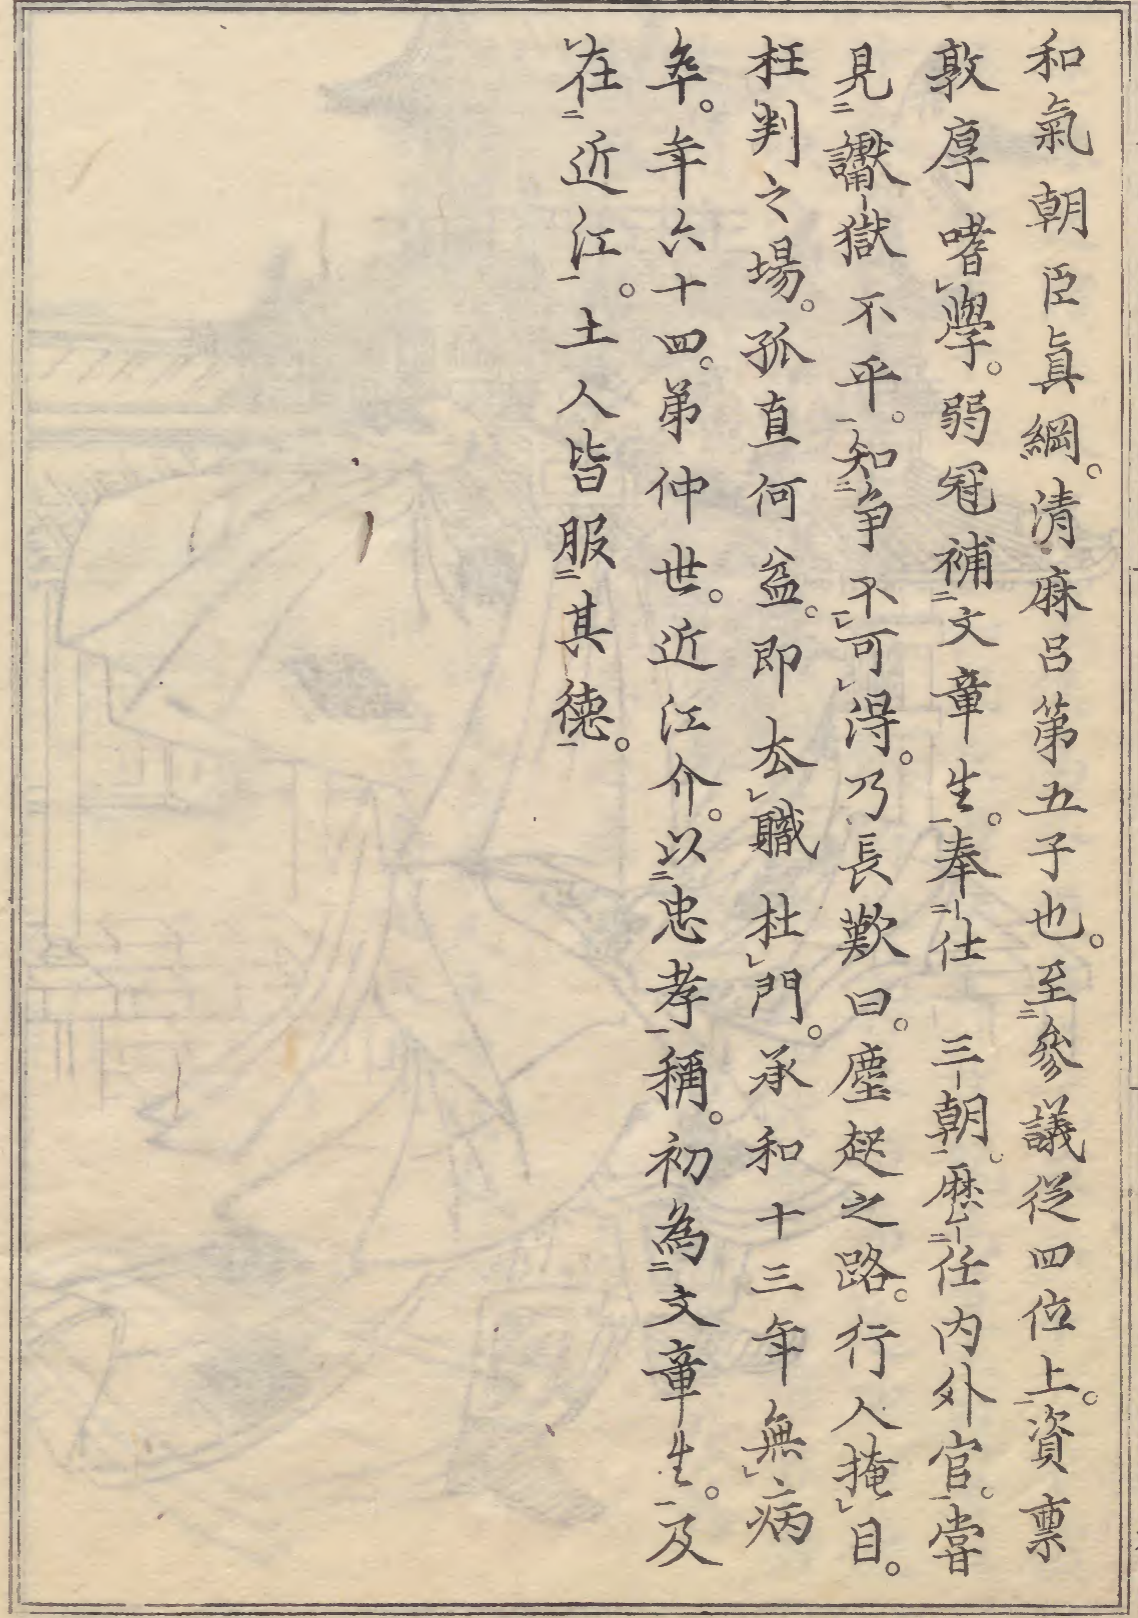 和氣朝臣眞綱。清麻呂第五子也。至參議從四位上。資稟
敦厚嗜學。弱冠補文章生。奉仕　三朝。歷任内外官。嘗
見讞獄不平。知争不可得。乃長歎曰。塵起之路。行人掩目。
枉判之場。孤直何益。即去職杜門。承和十三年無病
卒。年六十四。弟仲世。近江介。以忠孝稱。初為文章生。及
在近江。土人皆服其德。